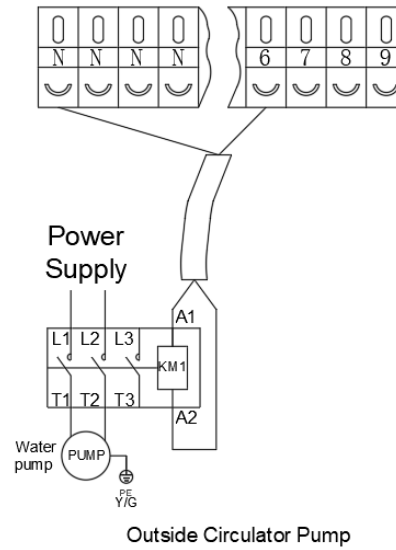 N N N N 6 7 8 9
Power
Supply
A1
L1 L2 L3
KM1
T1 T2 T3
A2
Water
pump
PUMP
PE
Y/G
Outside Circulator Pump